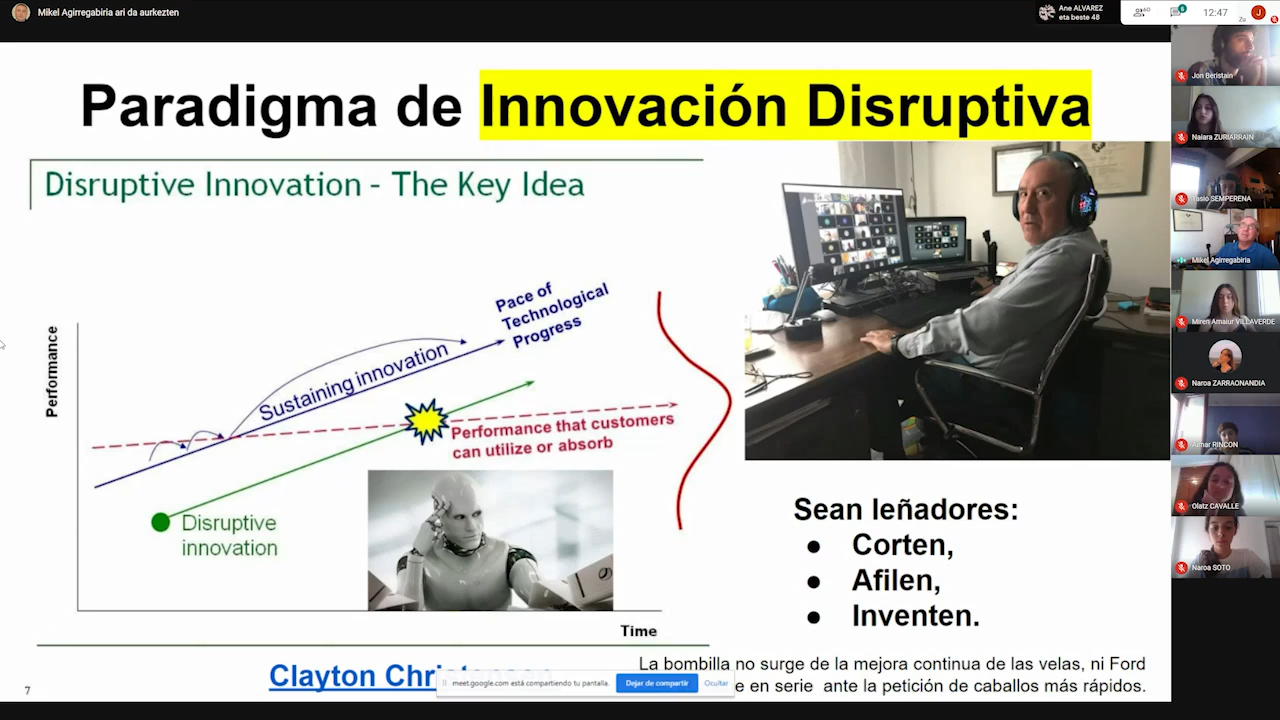 Mikel Agirregabiria ari da aurkezten
Ane ALVAREZ
eta beste 48
60
6
12:47
Zu
J
Paradigma de Innovación Disruptiva
Disruptive Innovation - The Key Idea
Performance
Pace of
Technological
Progress
Sustaining innovation
Performance that customers
can utilize or absorb
Disruptive
innovation
Time
Clayton
Sean leñadores:
● Corten,
● Afilen,
● Inventen.
La bombilla no surge de la mejora continua de las velas, ni Ford
en serie ante la petición de caballos más rápidos.
meet.google.com está compartiendo tu pantalla.
Dejar de compartir
Ocultar
7
Jon Beristain
Naiara ZURIARRAIN
Tasio SEMPERENA
Mikel Agirregabiria
Miren Amaiur VILLAVERDE
Naroa ZARRAONANDIA
Aimar RINCON
Olatz CAVALLE
Naroa SOTO